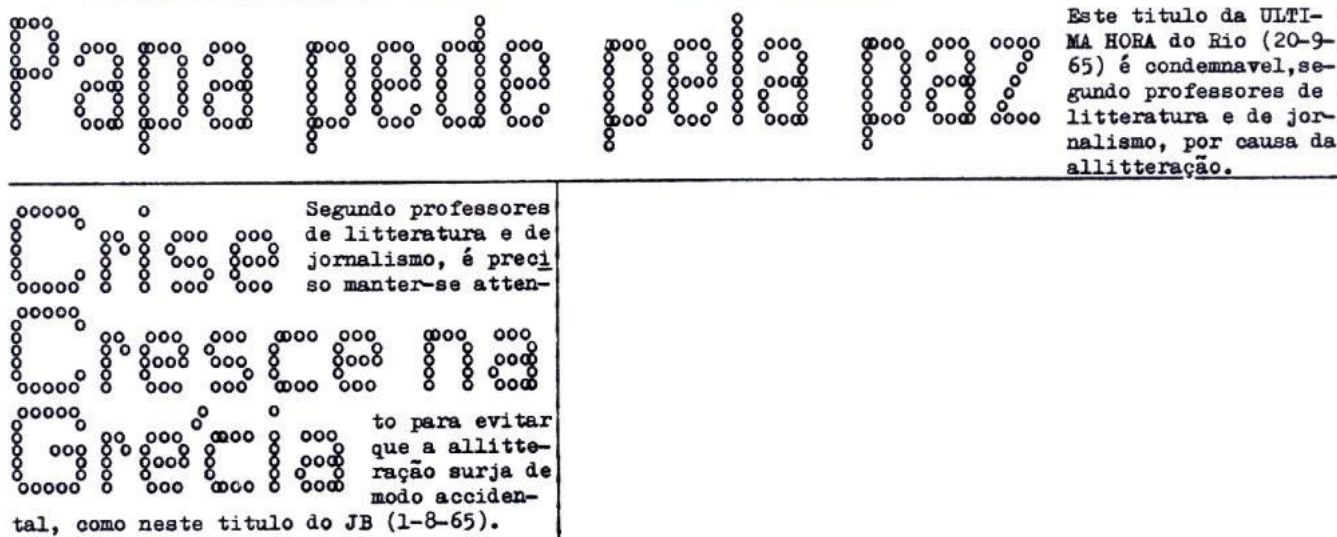 Papa pede pela paz
Este titulo da ULTI-
MA HORA do Rio (20-9-
65) é condemnavel,se-
gundo professores de
litteratura e de jor-
nalismo, por causa da
allitteração.
Crise
Segundo professores
de litteratura e de
jornalismo, é preci
so manter-se atten-
Cresce na
Grécia
to para evitar
que a allitte-
ração surja de
modo acciden-
tal, como neste titulo do JB (1-8-65).